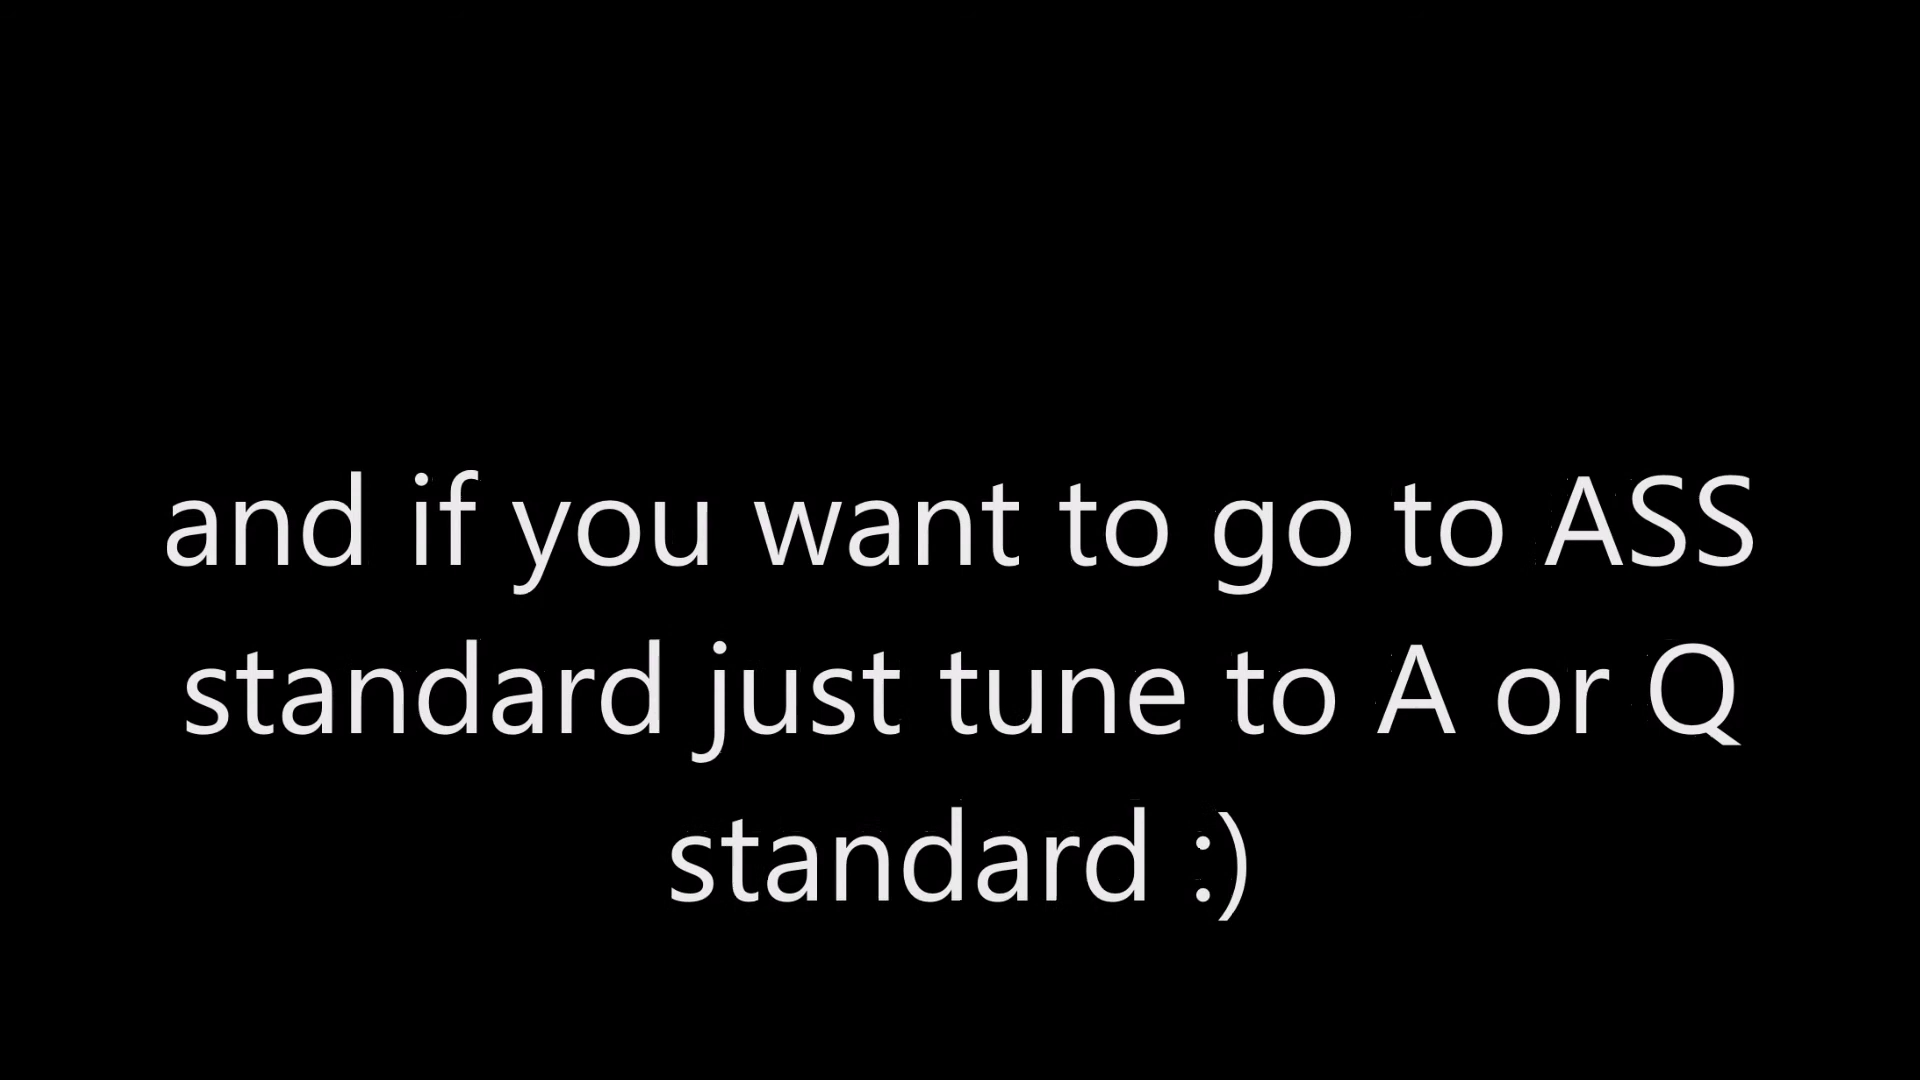 and if you want to go to ASS
standard just tune to A or Q
standard :)